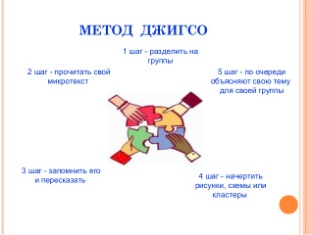 МЕТОД ДЖИГСО
1 шаг - разделить на
группы
2 шаг - прочитать свой
микротекст
5 шаг - по очереди
объясняют свою тему
для своей группы
3 шаг - запомнить его
и пересказать
4 шаг - начертить
рисунки, схемы или
кластеры